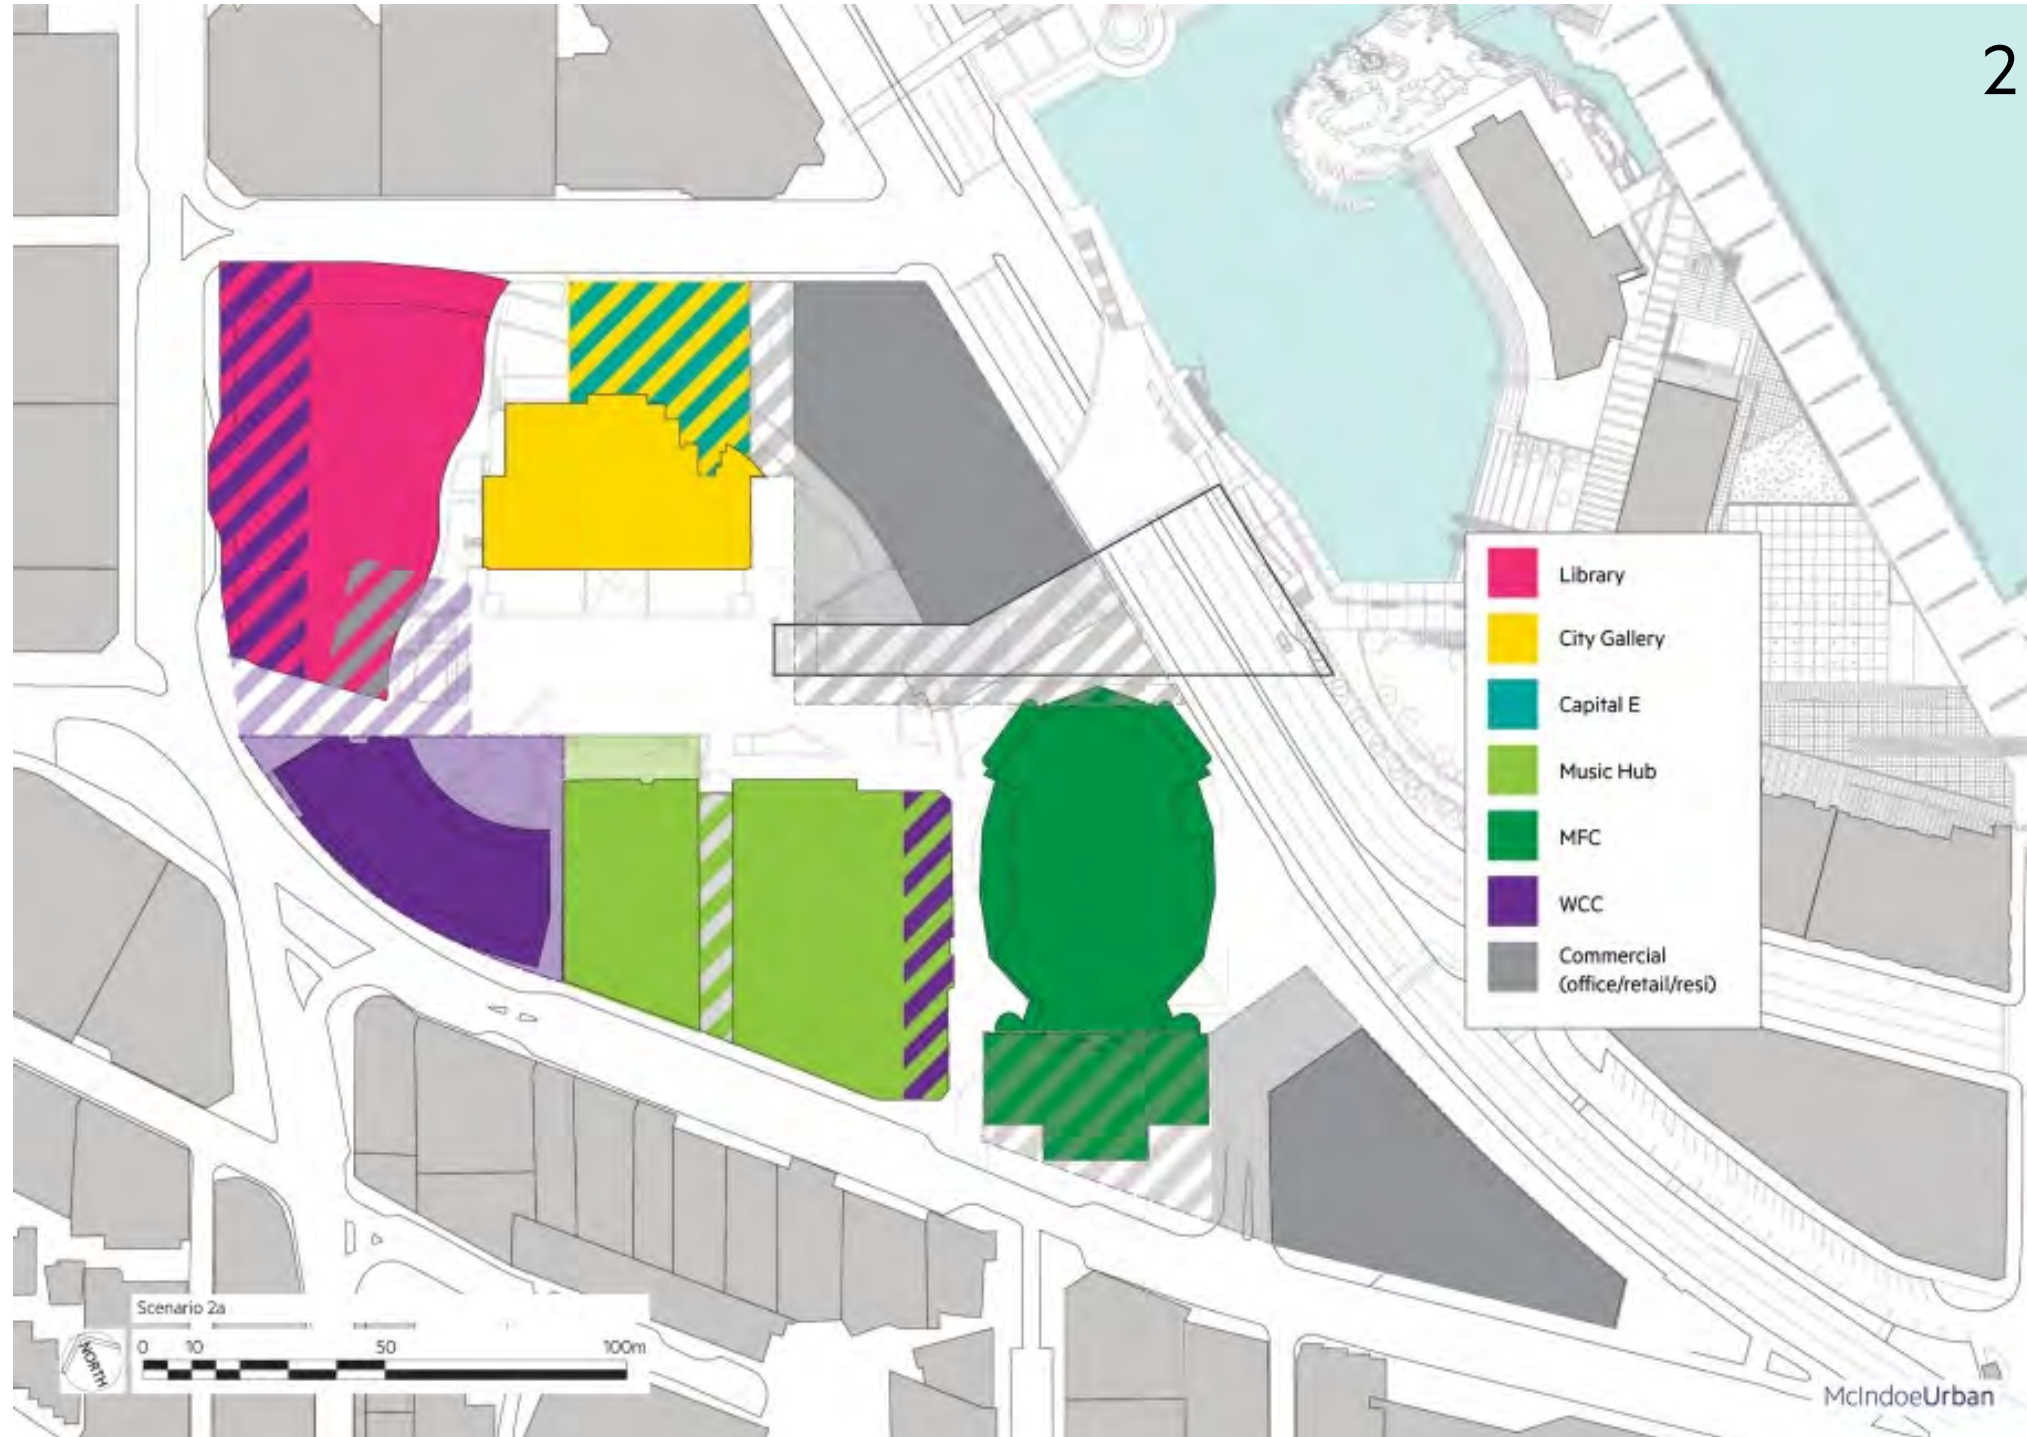 2
Library
City Gallery
Capital E
Music Hub
MFC
WCC
Commercial
(office/retail/resi)
Scenario 2a
0 10 50 100m
NORTH
McIndoeUrban